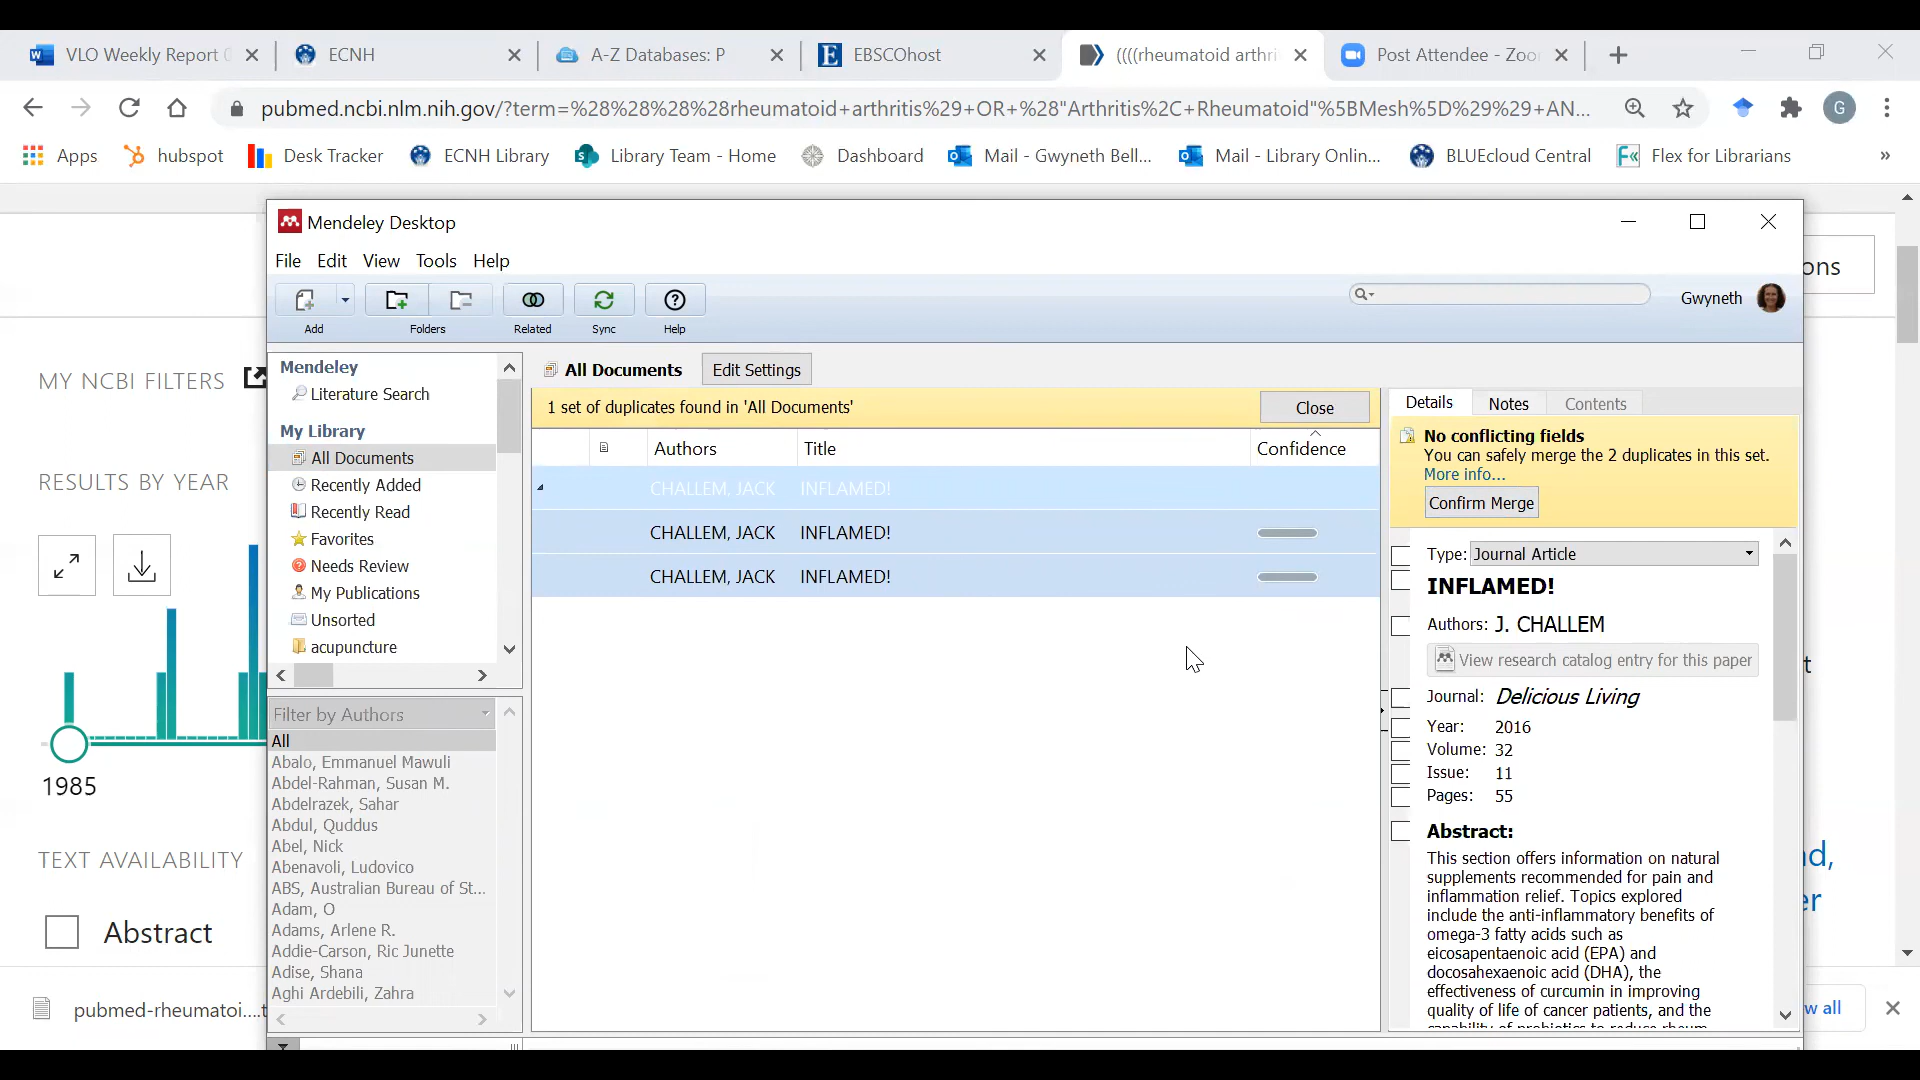 VLO Weekly Report
ECNH
A-Z Databases: P
EBSCOhost
((((rheumatoid arthri
Post Attendee - Zoo
pubmed.ncbi.nlm.nih.gov/?term=%28%28%28%28rheumatoid+arthritis%29+OR+%28"Arthritis%2C+Rheumatoid"%5BMesh%5D%29%29+AN...
G
Apps
hubspot
Desk Tracker
ECNH Library
Library Team - Home
Dashboard
Mail - Gwyneth Bell...
Mail - Library Onlin...
BLUEcloud Central
Flex for Librarians
»
Mendeley Desktop
File Edit View Tools Help
Gwyneth
Add
Folders
Related
Sync
Help
ons
MY NCBI FILTERS
RESULTS BY YEAR
1985
TEXT AVAILABILITY
Abstract
Mendeley
Literature Search
My Library
All Documents
Recently Added
Recently Read
Favorites
Needs Review
My Publications
Unsorted
acupuncture
Filter by Authors
All
Abalo, Emmanuel Mawuli
Abdel-Rahman, Susan M.
Abdelrazek, Sahar
Abdul, Quddus
Abel, Nick
Abenavoli, Ludovico
ABS, Australian Bureau of St...
Adam, O
Adams, Arlene R.
Addie-Carson, Ric Junette
Adise, Shana
Aghi Ardebili, Zahra
All Documents
Edit Settings
1 set of duplicates found in 'All Documents'
Close
Authors Title Confidence
CHALLEM, JACK INFLAMED!
CHALLEM, JACK INFLAMED!
CHALLEM, JACK INFLAMED!
Details Notes Contents
No conflicting fields
You can safely merge the 2 duplicates in this set.
More info...
Confirm Merge
Type: Journal Article
INFLAMED!
Authors: J. CHALLEM
View research catalog entry for this paper
Journal: Delicious Living
Year: 2016
Volume: 32
Issue: 11
Pages: 55
Abstract:
This section offers information on natural
supplements recommended for pain and
inflammation relief. Topics explored
include the anti-inflammatory benefits of
omega-3 fatty acids such as
eicosapentaenoic acid (EPA) and
docosahexaenoic acid (DHA), the
effectiveness of curcumin in improving
quality of life of cancer patients, and the
t
nd,
er
pubmed-rheumatoi....t
w all